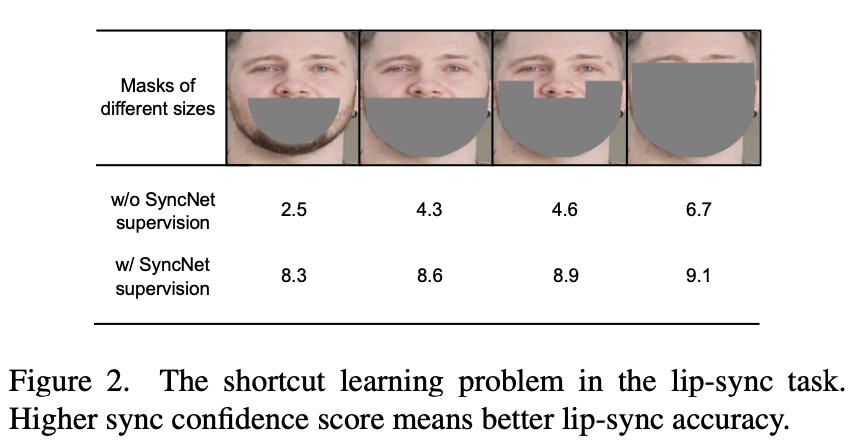 Masks of
different sizes
w/o SyncNet
supervision
2.5 4.3 4.6 6.7
w/ SyncNet
supervision
8.3 8.6 8.9 9.1
Figure 2. The shortcut learning problem in the lip-sync task.
Higher sync confidence score means better lip-sync accuracy.